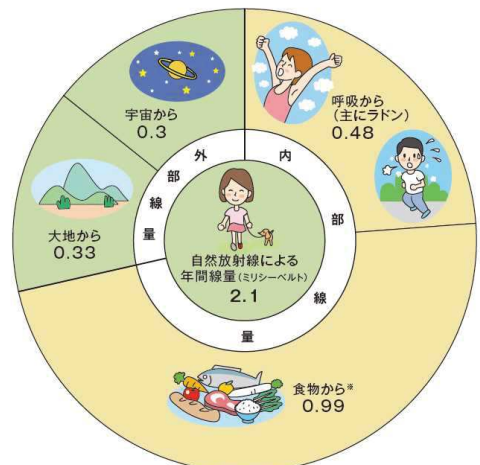 宇宙から
0.3
呼吸から
(主にラドン)
0.48
大地から
0.33
外部線量
内部線量
自然放射線による
年間線量(ミリシーベルト)
2.1
食物から※
0.99